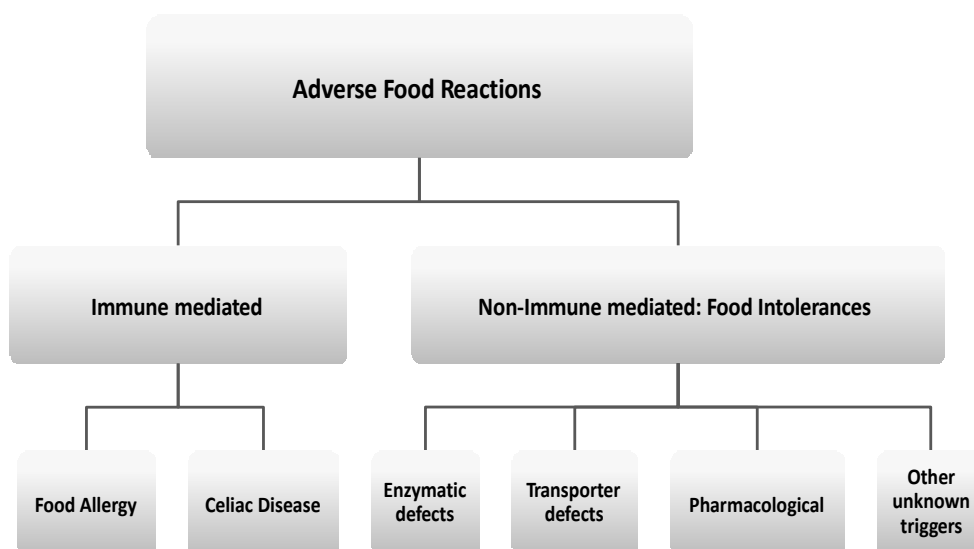 Adverse Food Reactions
Immune mediated
Non-Immune mediated: Food Intolerances
Food Allergy
Celiac Disease
Enzymatic
defects
Transporter
defects
Pharmacological
Other
unknown
triggers